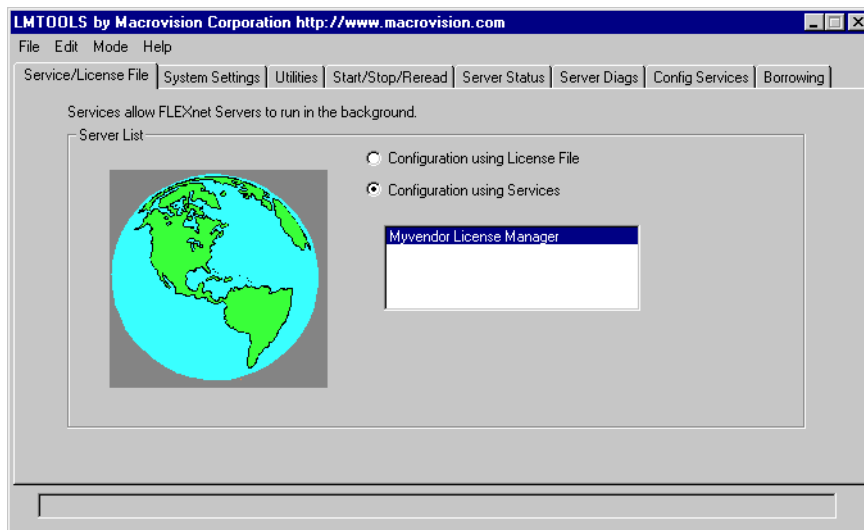 LMTOOLS by Macrovision Corporation http://www.macrovision.com
File Edit Mode Help
Service/License File System Settings Utilities Start/Stop/Reread Server Status Server Diags Config Services Borrowing
Services allow FLEXnet Servers to run in the background.
Server List
Configuration using License File
Configuration using Services
Myvendor License Manager